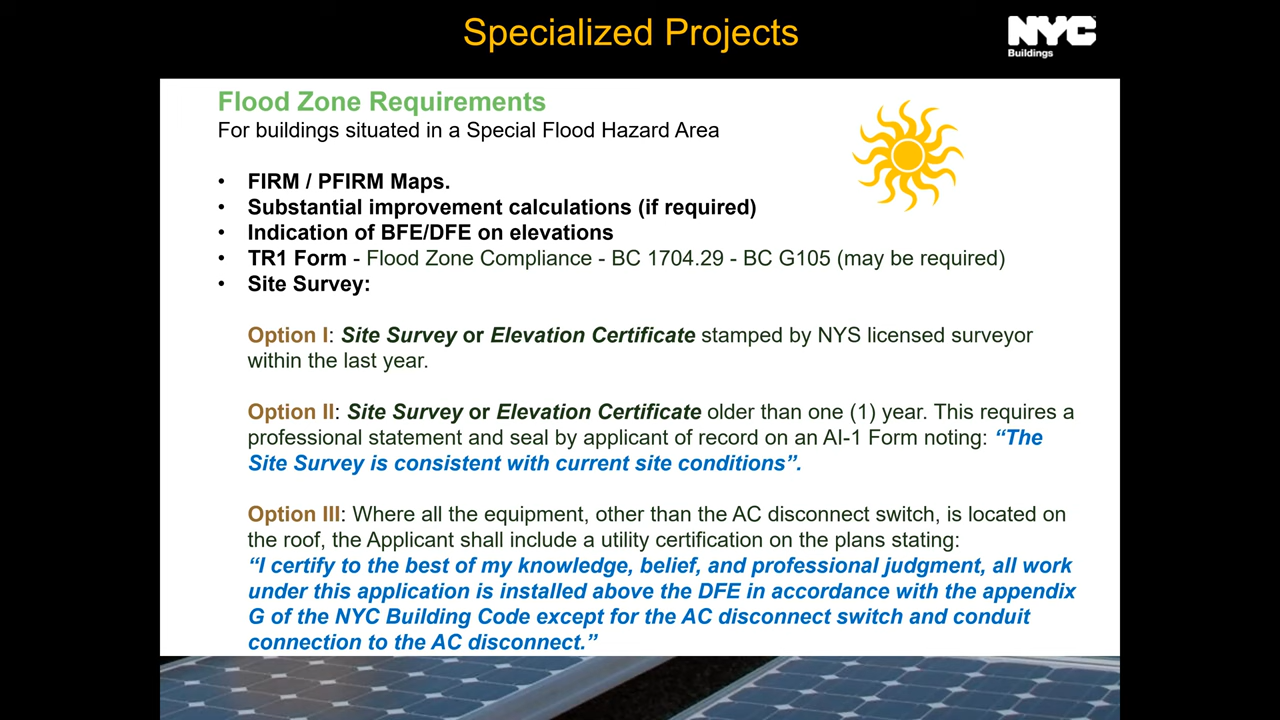 Specialized Projects
NYC
Buildings
Flood Zone Requirements
For buildings situated in a Special Flood Hazard Area
• FIRM / PFIRM Maps.
• Substantial improvement calculations (if required)
• Indication of BFE/DFE on elevations
• TR1 Form - Flood Zone Compliance - BC 1704.29 - BC G105 (may be required)
• Site Survey:
Option I: Site Survey or Elevation Certificate stamped by NYS licensed surveyor
within the last year.
Option II: Site Survey or Elevation Certificate older than one (1) year. This requires a
professional statement and seal by applicant of record on an AI-1 Form noting: “The
Site Survey is consistent with current site conditions”.
Option III: Where all the equipment, other than the AC disconnect switch, is located on
the roof, the Applicant shall include a utility certification on the plans stating:
“I certify to the best of my knowledge, belief, and professional judgment, all work
under this application is installed above the DFE in accordance with the appendix
G of the NYC Building Code except for the AC disconnect switch and conduit
connection to the AC disconnect.”